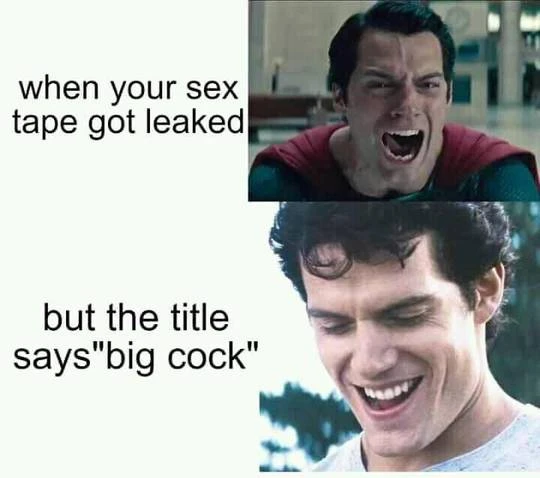 when your sex
tape got leaked
but the title
says"big cock"